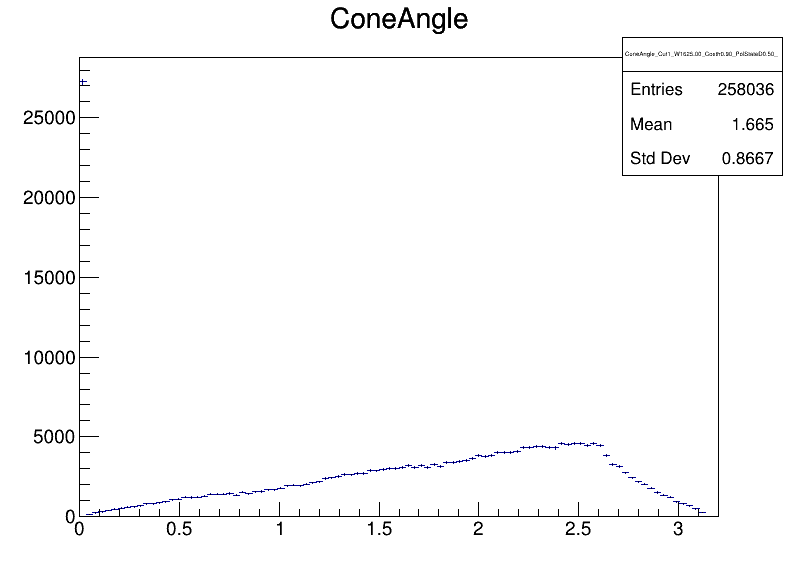 ConeAngle
ConeAngle_Cut1_W1625.00_Costh0.90_PolStateD0.50_
Entries 258036
Mean 1.665
Std Dev 0.8667
25000
20000
15000
10000
5000
0
0 0.5 1 1.5 2 2.5 3